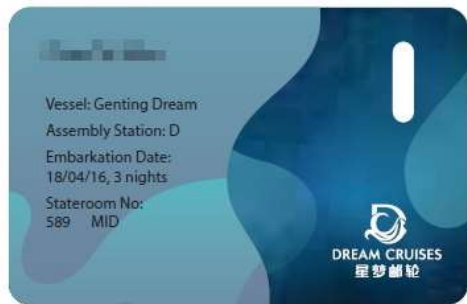 Vessel: Genting Dream
Assembly Station: D
Embarkation Date:
18/04/16, 3 nights
Stateroom No:
589 MID
DREAM CRUISES
星梦邮轮